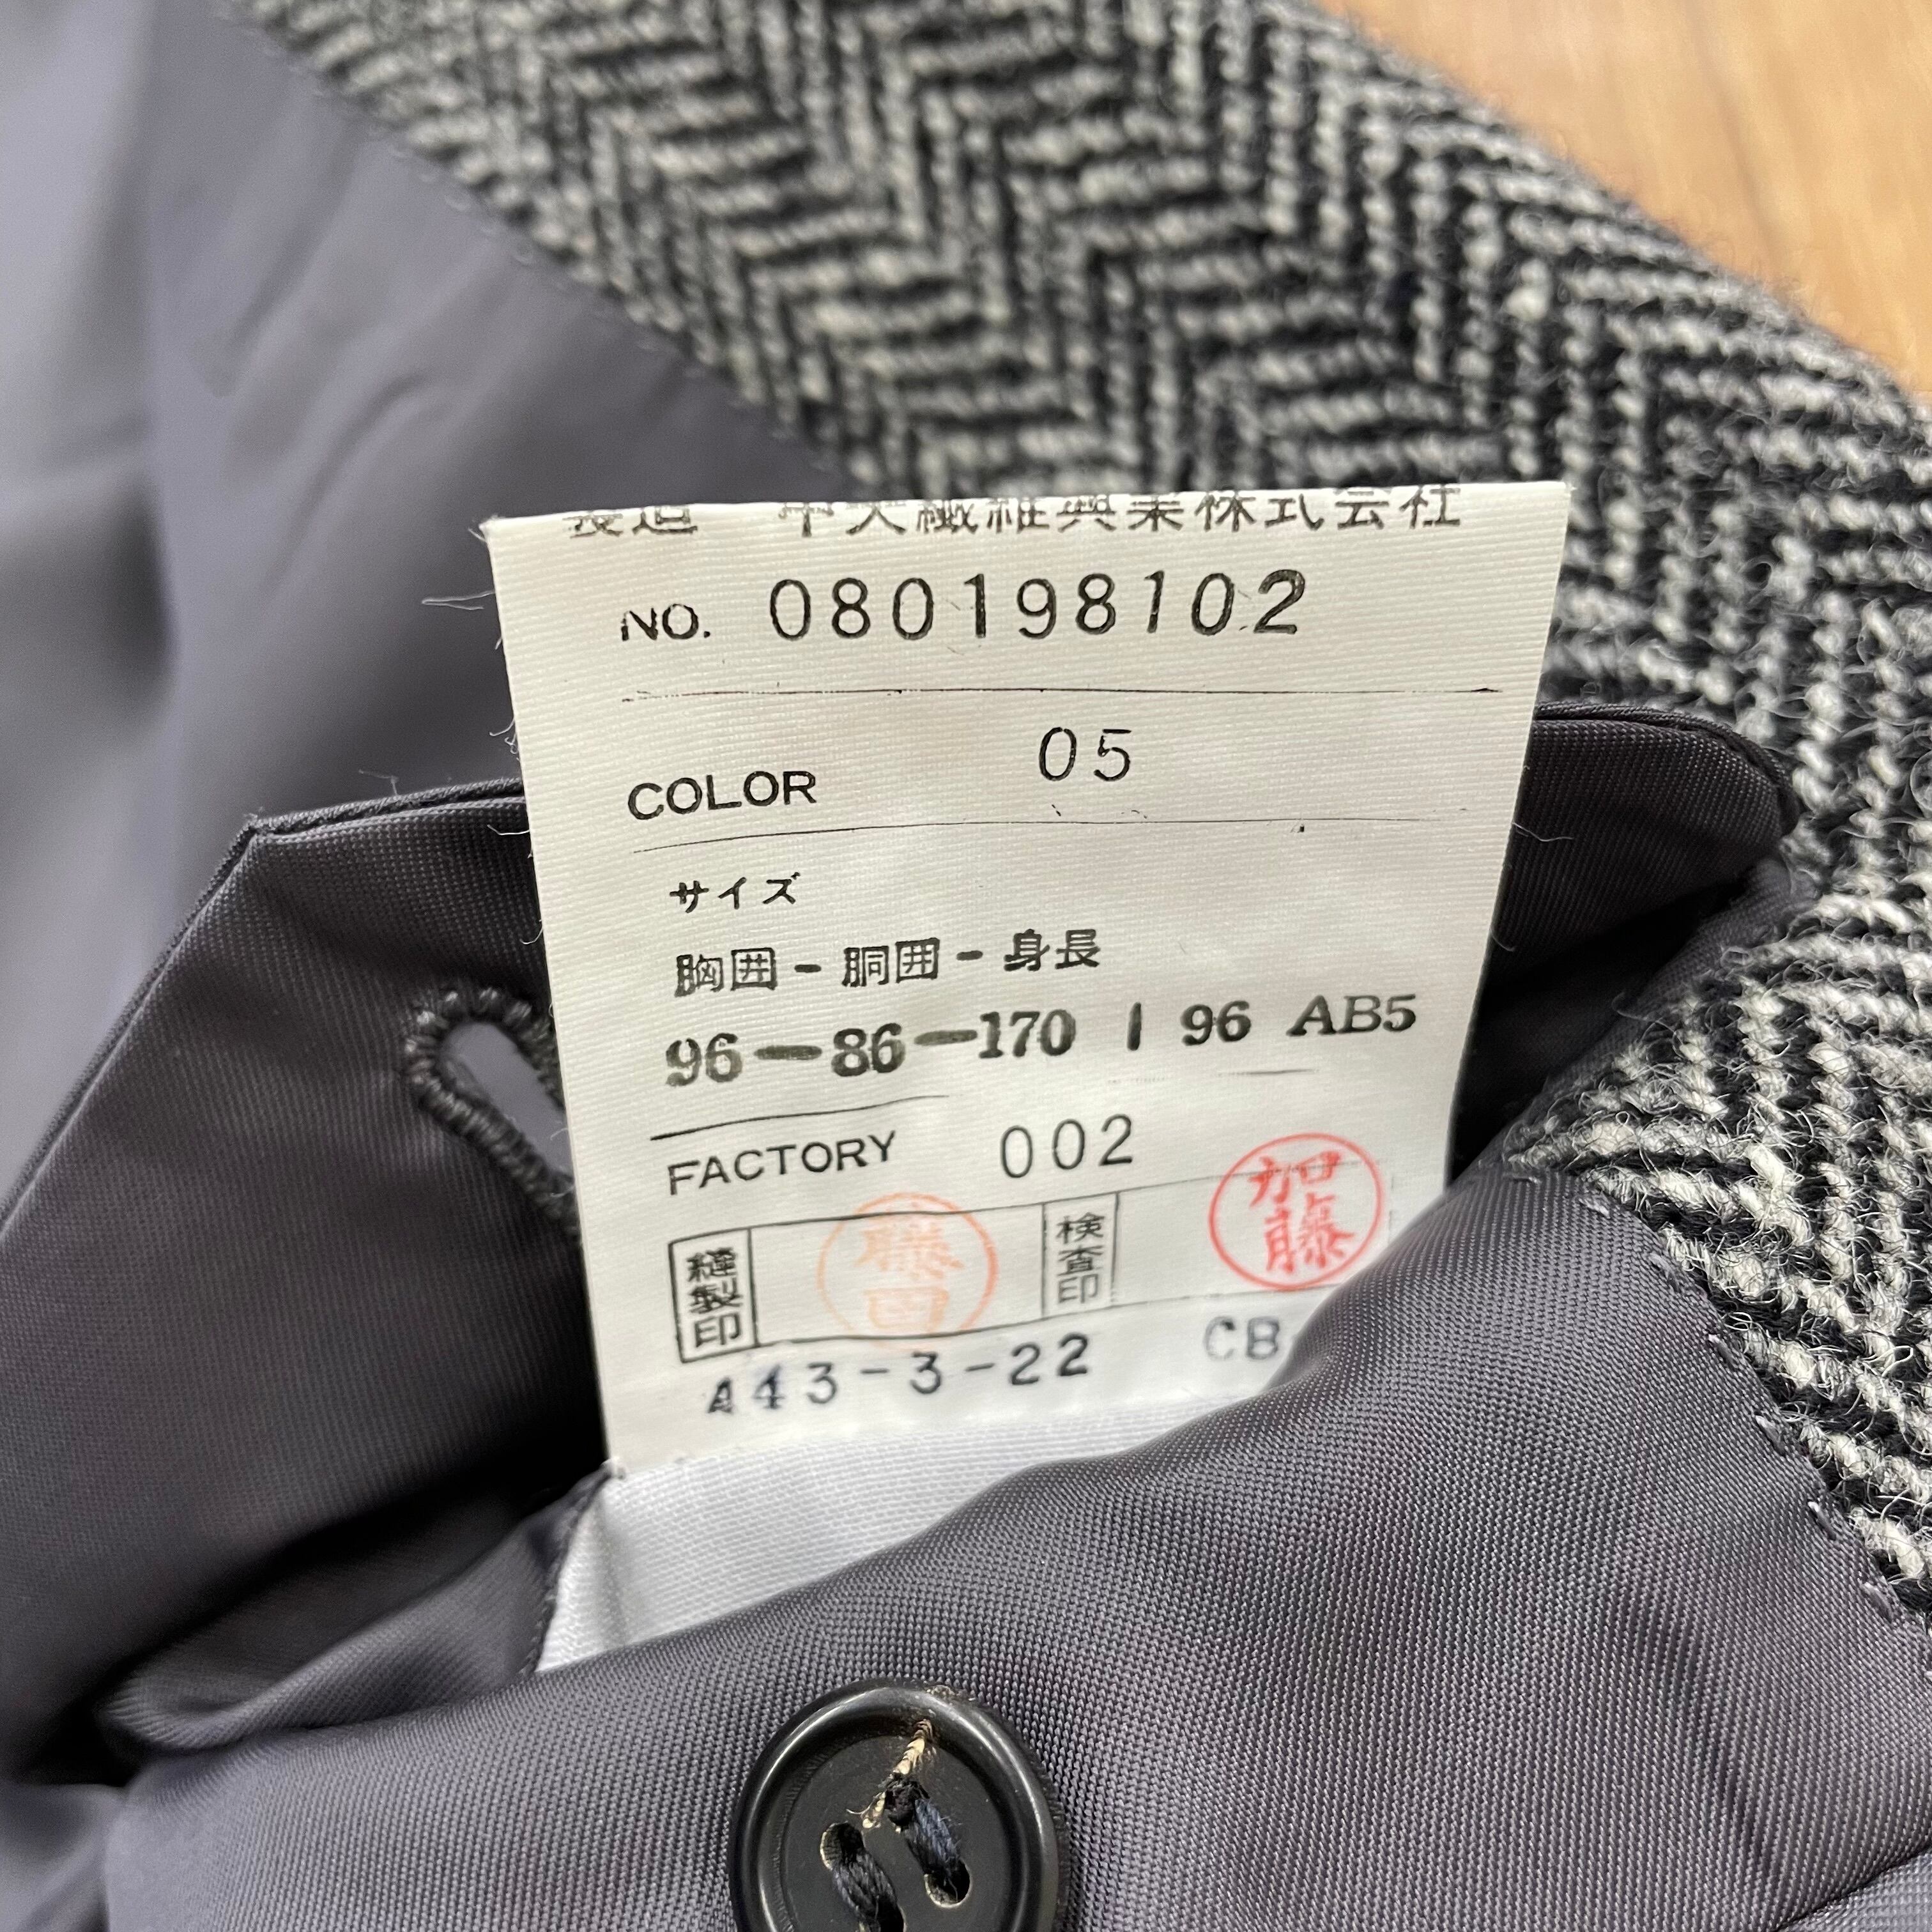 製造 繊維興業株式会社
NO. 080198102
COLOR 05
サイズ
胸囲-胴囲-身長
96-86-170 | 96 AB5
FACTORY 002
縫製印 藤田 検査印 加藤
A43-3-22 CB